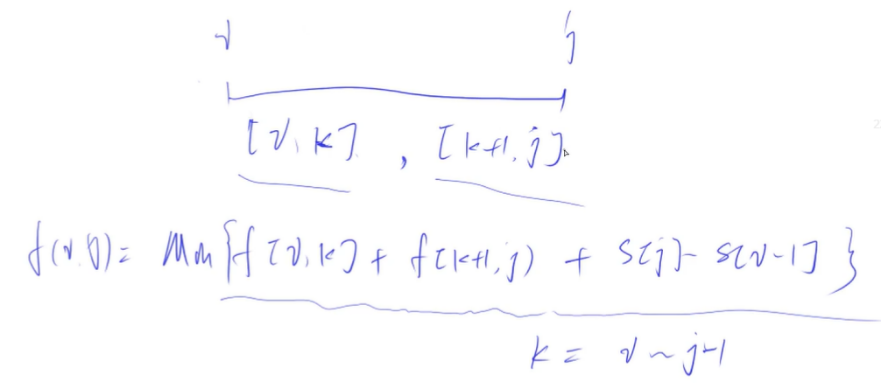 i j
[i, k] , [k+1, j]
f(i, j) = min{f[i, k] + f[k+1, j) + S[j] - S[i-1] }
k = i ~ j-1